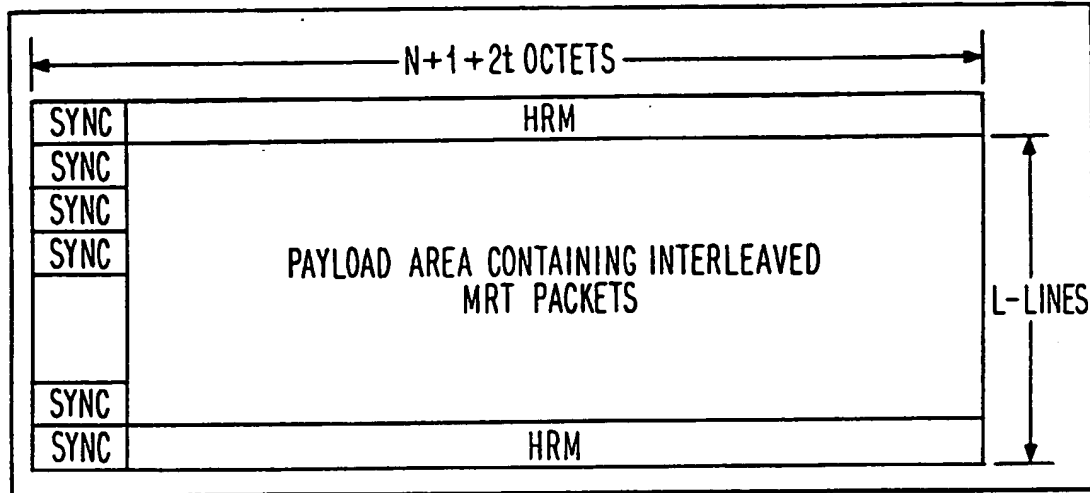 N+1+2t OCTETS
SYNC HRM
SYNC
SYNC
SYNC
PAYLOAD AREA CONTAINING INTERLEAVED
MRT PACKETS
L-LINES
SYNC
SYNC HRM